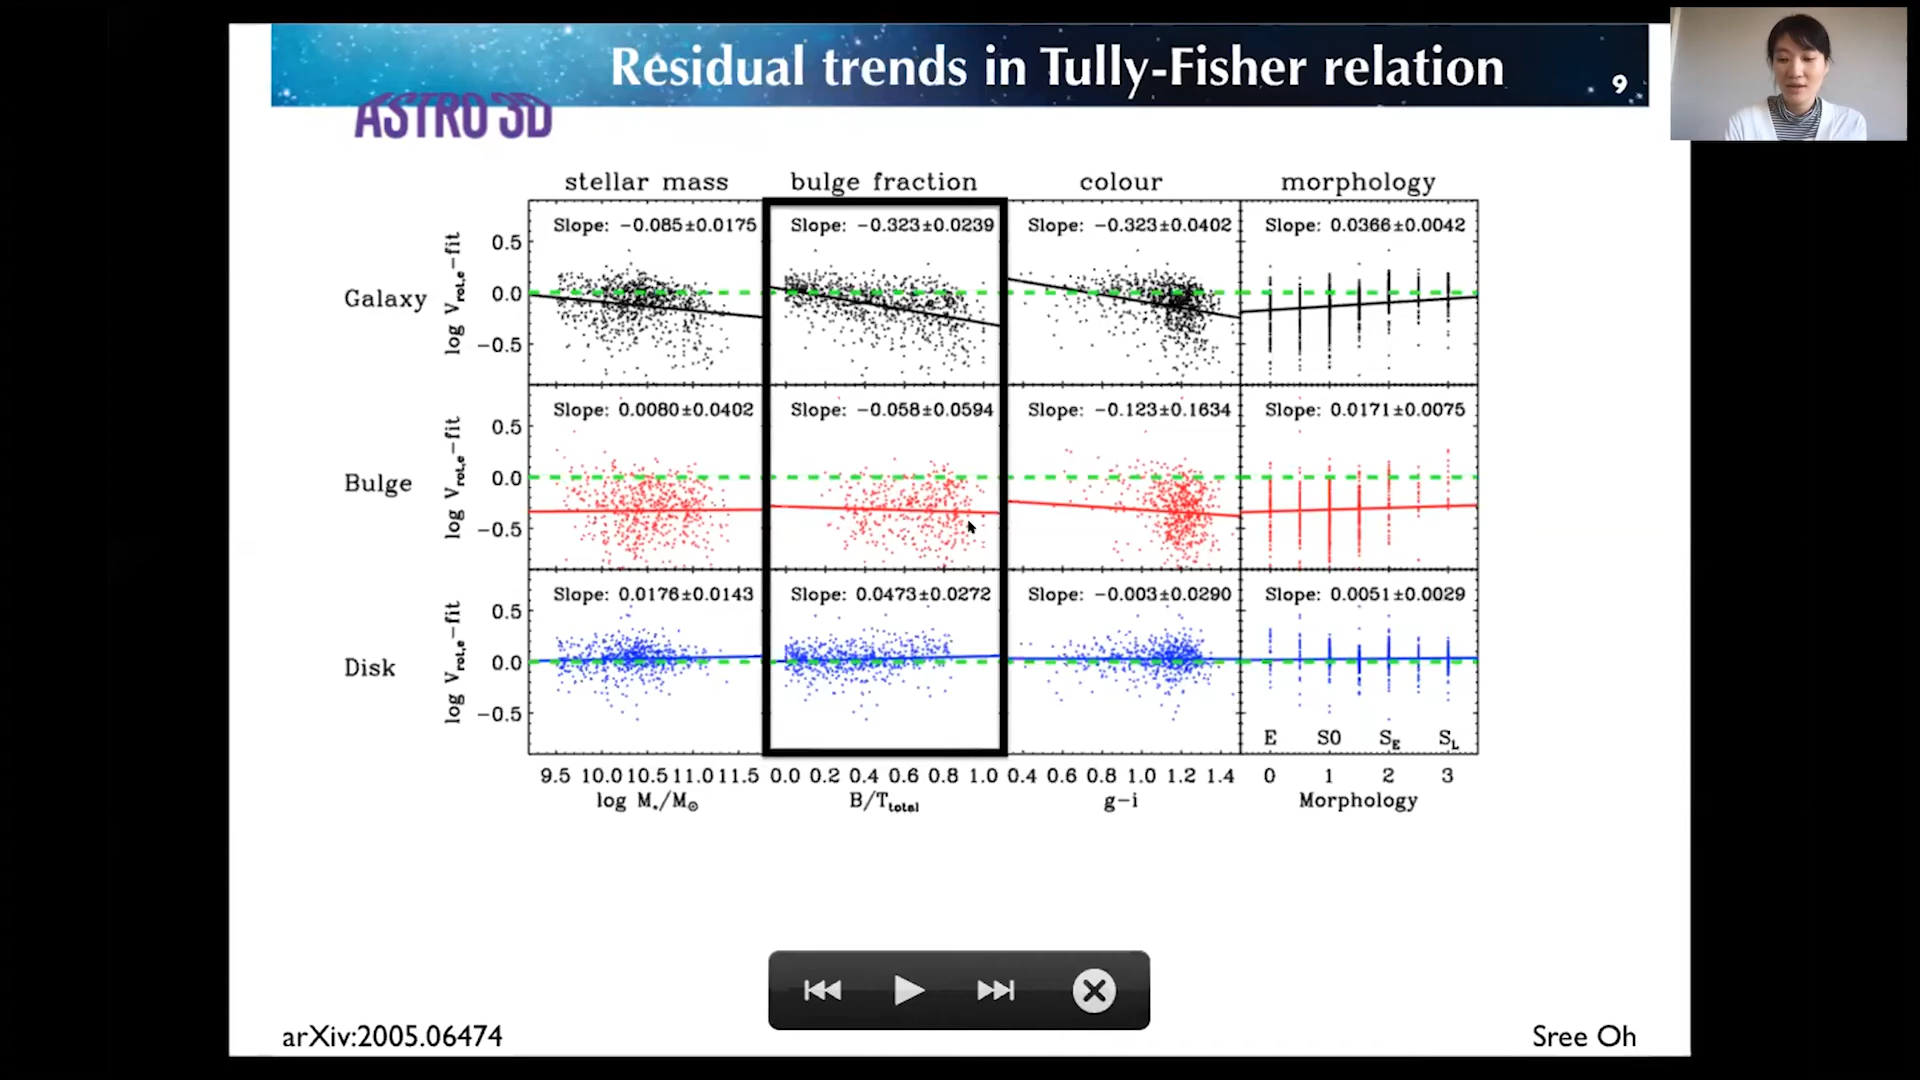 Residual trends in Tully-Fisher relation
9
ASTRO 3D
stellar mass bulge fraction colour morphology
Galaxy
log Vrot,e-fit
0.5
0.0
−0.5
Slope: −0.085±0.0175
Slope: −0.323±0.0239
Slope: −0.323±0.0402
Slope: 0.0366±0.0042
Bulge
log Vrot,e-fit
0.5
0.0
−0.5
Slope: 0.0080±0.0402
Slope: −0.058±0.0594
Slope: −0.123±0.1634
Slope: 0.0171±0.0075
Disk
log Vrot,e-fit
0.5
0.0
−0.5
Slope: 0.0176±0.0143
Slope: 0.0473±0.0272
Slope: −0.003±0.0290
Slope: 0.0051±0.0029
E S0 SE SL
9.5 10.0 10.5 11.0 11.5 0.0 0.2 0.4 0.6 0.8 1.0 0.4 0.6 0.8 1.0 1.2 1.4 0 1 2 3
log M*/M⊙ B/Ttotal g-i Morphology
arXiv:2005.06474
Sree Oh